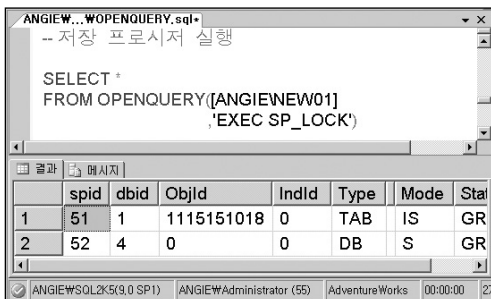 ANGIE₩...₩OPENQUERY.sql*
-- 저장 프로시저 실행
SELECT *
FROM OPENQUERY([ANGIE\NEW01]
,'EXEC SP_LOCK')
결과 메시지
spid dbid ObjId IndId Type Mode Stat
1 51 1 1115151018 0 TAB IS GR
2 52 4 0 0 DB S GR
ANGIE₩SQL2K5(9,0 SP1) ANGIE₩Administrator (55) AdventureWorks 00:00:00 2